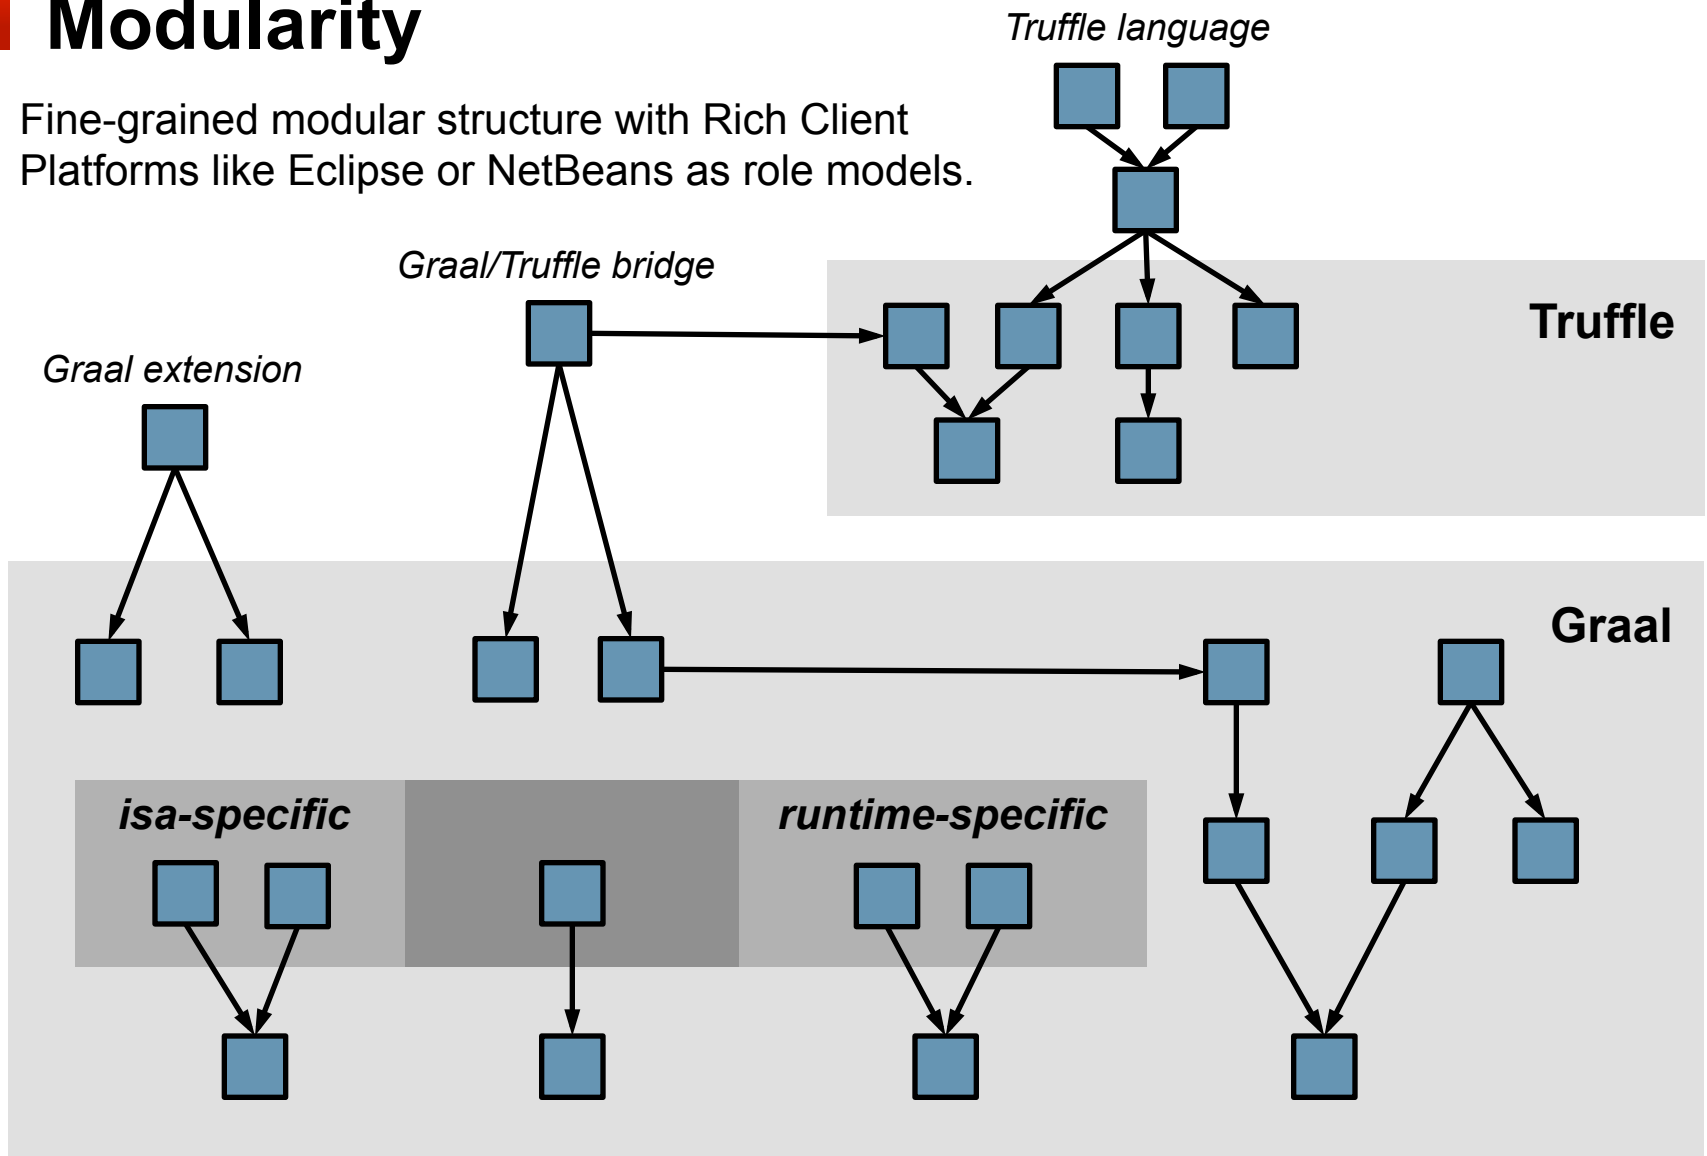 Modularity
Truffle language
Fine-grained modular structure with Rich Client
Platforms like Eclipse or NetBeans as role models.
Graal/Truffle bridge
Truffle
Graal extension
Graal
isa-specific
runtime-specific